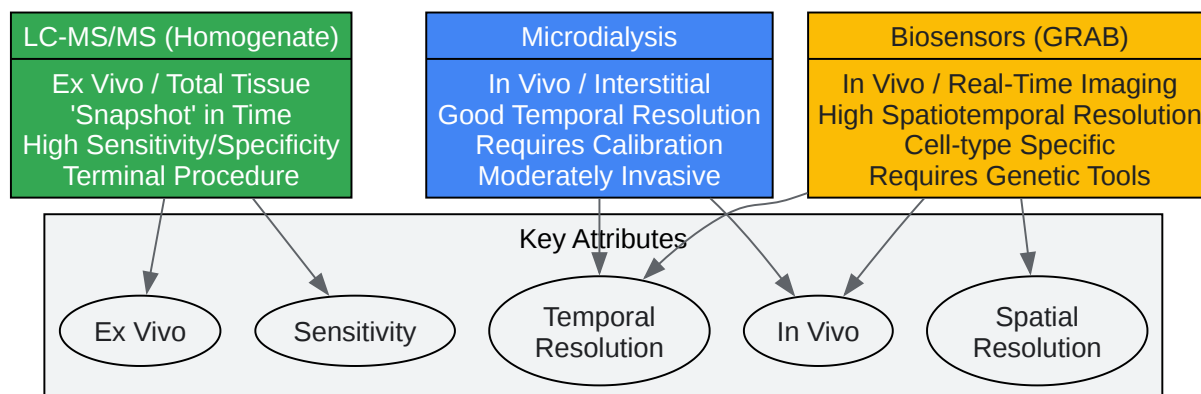 LC-MS/MS (Homogenate)
Ex Vivo / Total Tissue
'Snapshot' in Time
High Sensitivity/Specificity
Terminal Procedure
Microdialysis
In Vivo / Interstitial
Good Temporal Resolution
Requires Calibration
Moderately Invasive
Biosensors (GRAB)
In Vivo / Real-Time Imaging
High Spatiotemporal Resolution
Cell-type Specific
Requires Genetic Tools
Key Attributes
Ex Vivo
Sensitivity
Temporal
Resolution
In Vivo
Spatial
Resolution